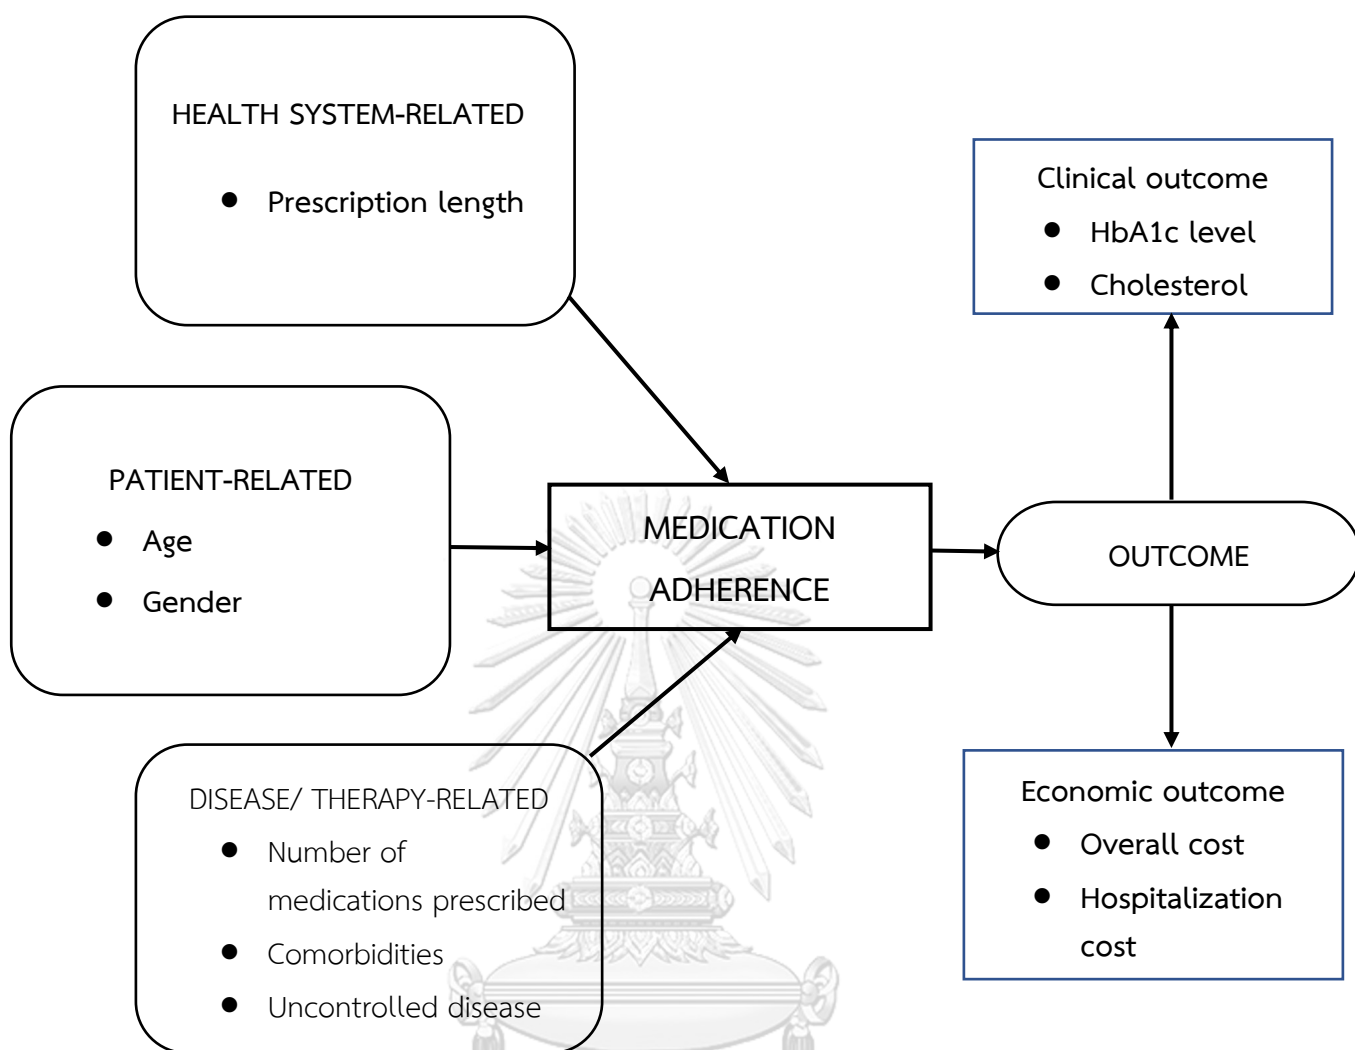 HEALTH SYSTEM-RELATED
● Prescription length
PATIENT-RELATED
● Age
● Gender
DISEASE/ THERAPY-RELATED
● Number of
medications prescribed
● Comorbidities
● Uncontrolled disease
MEDICATION
ADHERENCE
OUTCOME
Clinical outcome
● HbA1c level
● Cholesterol
Economic outcome
● Overall cost
● Hospitalization
cost